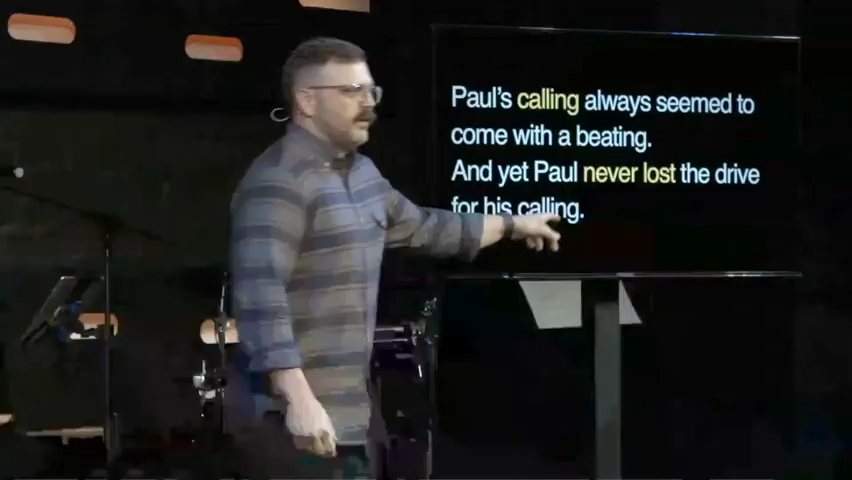 Paul's calling always seemed to
come with a beating.
And yet Paul never lost the drive
for his calling.